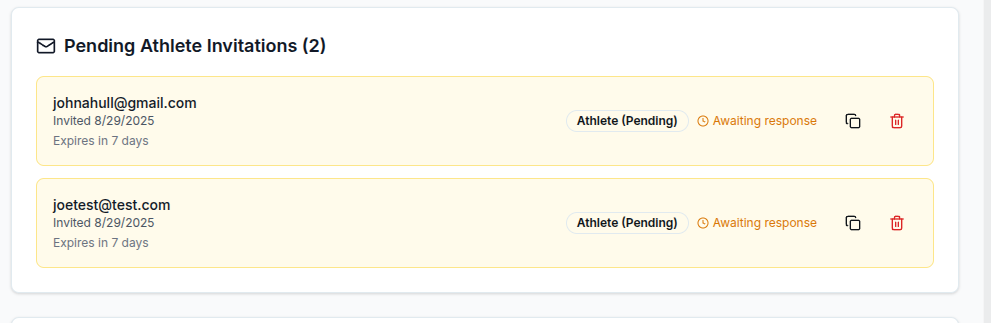 Pending Athlete Invitations (2)
johnahull@gmail.com
Invited 8/29/2025
Expires in 7 days
Athlete (Pending)
Awaiting response
joetest@test.com
Invited 8/29/2025
Expires in 7 days
Athlete (Pending)
Awaiting response